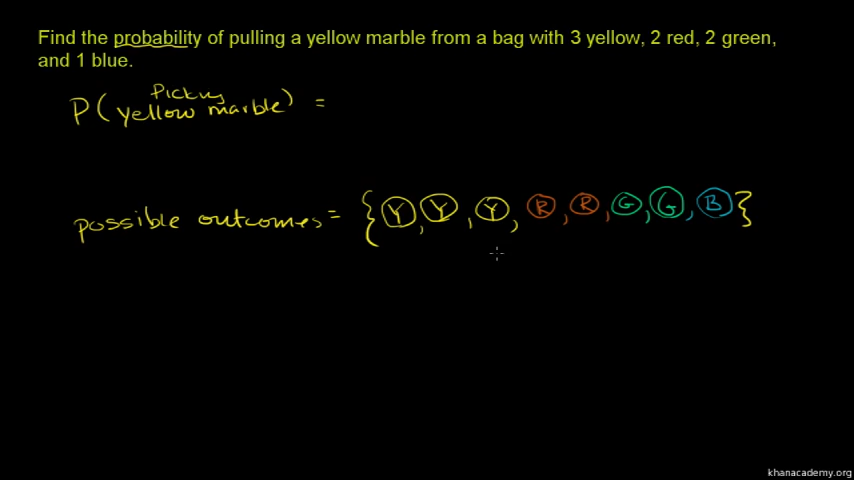 Find the probability of pulling a yellow marble from a bag with 3 yellow, 2 red, 2 green,
and 1 blue.
Picking
P(yellow marble) =
possible outcomes = {Y, Y, Y, R, R, G, G, B}
khanacademy.org